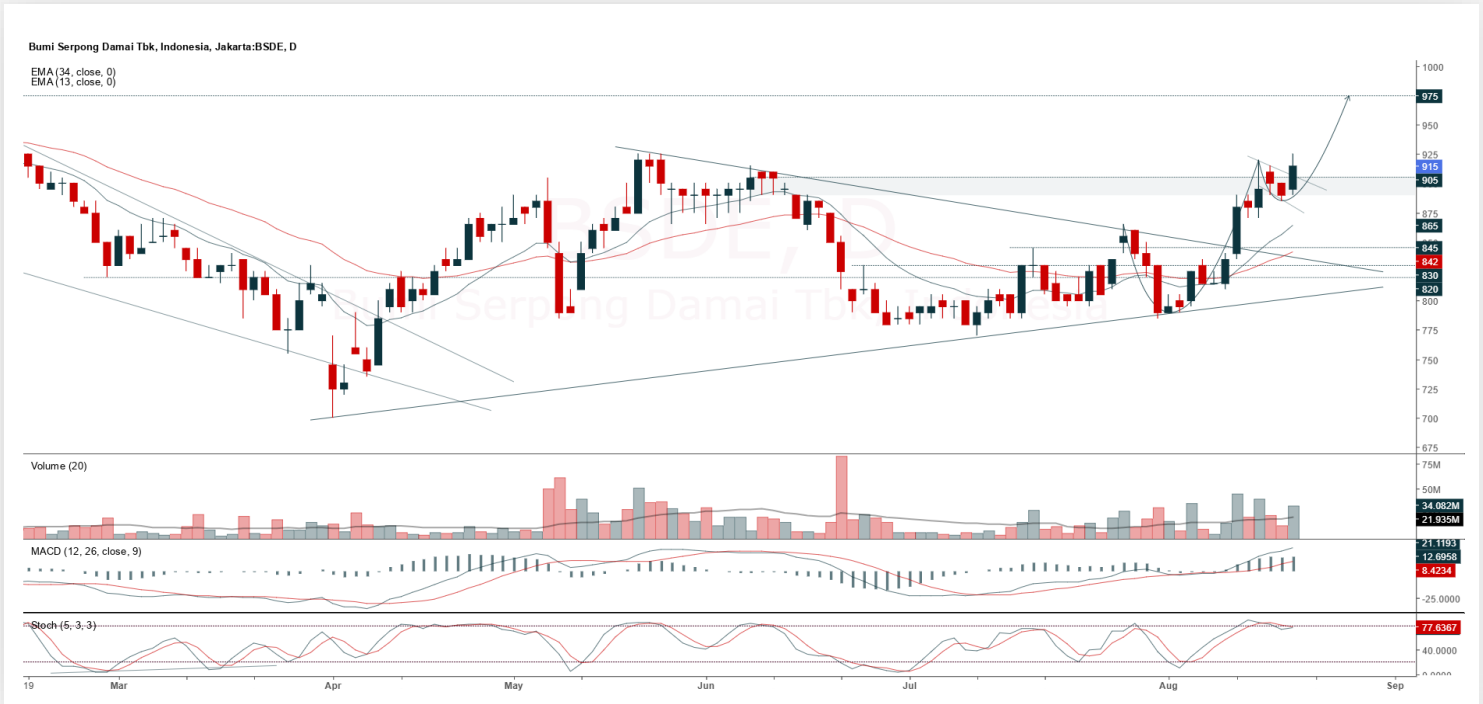 Bumi Serpong Damai Tbk, Indonesia, Jakarta:BSDE, D
EMA (34, close, 0)
EMA (13, close, 0)
BSDE, D
Bumi Serpong Damai Tbk, Indonesia
1000
975
950
925
915
905
875
865
845
842
830
820
800
775
750
725
700
675
Volume (20)
75M
50M
34.082M
21.935M
MACD (12, 26, close, 9)
21.1193
12.6958
8.4234
-25.0000
Stoch (5, 3, 3)
77.6367
40.0000
0.0000
19 Mar Apr May Jun Jul Aug Sep